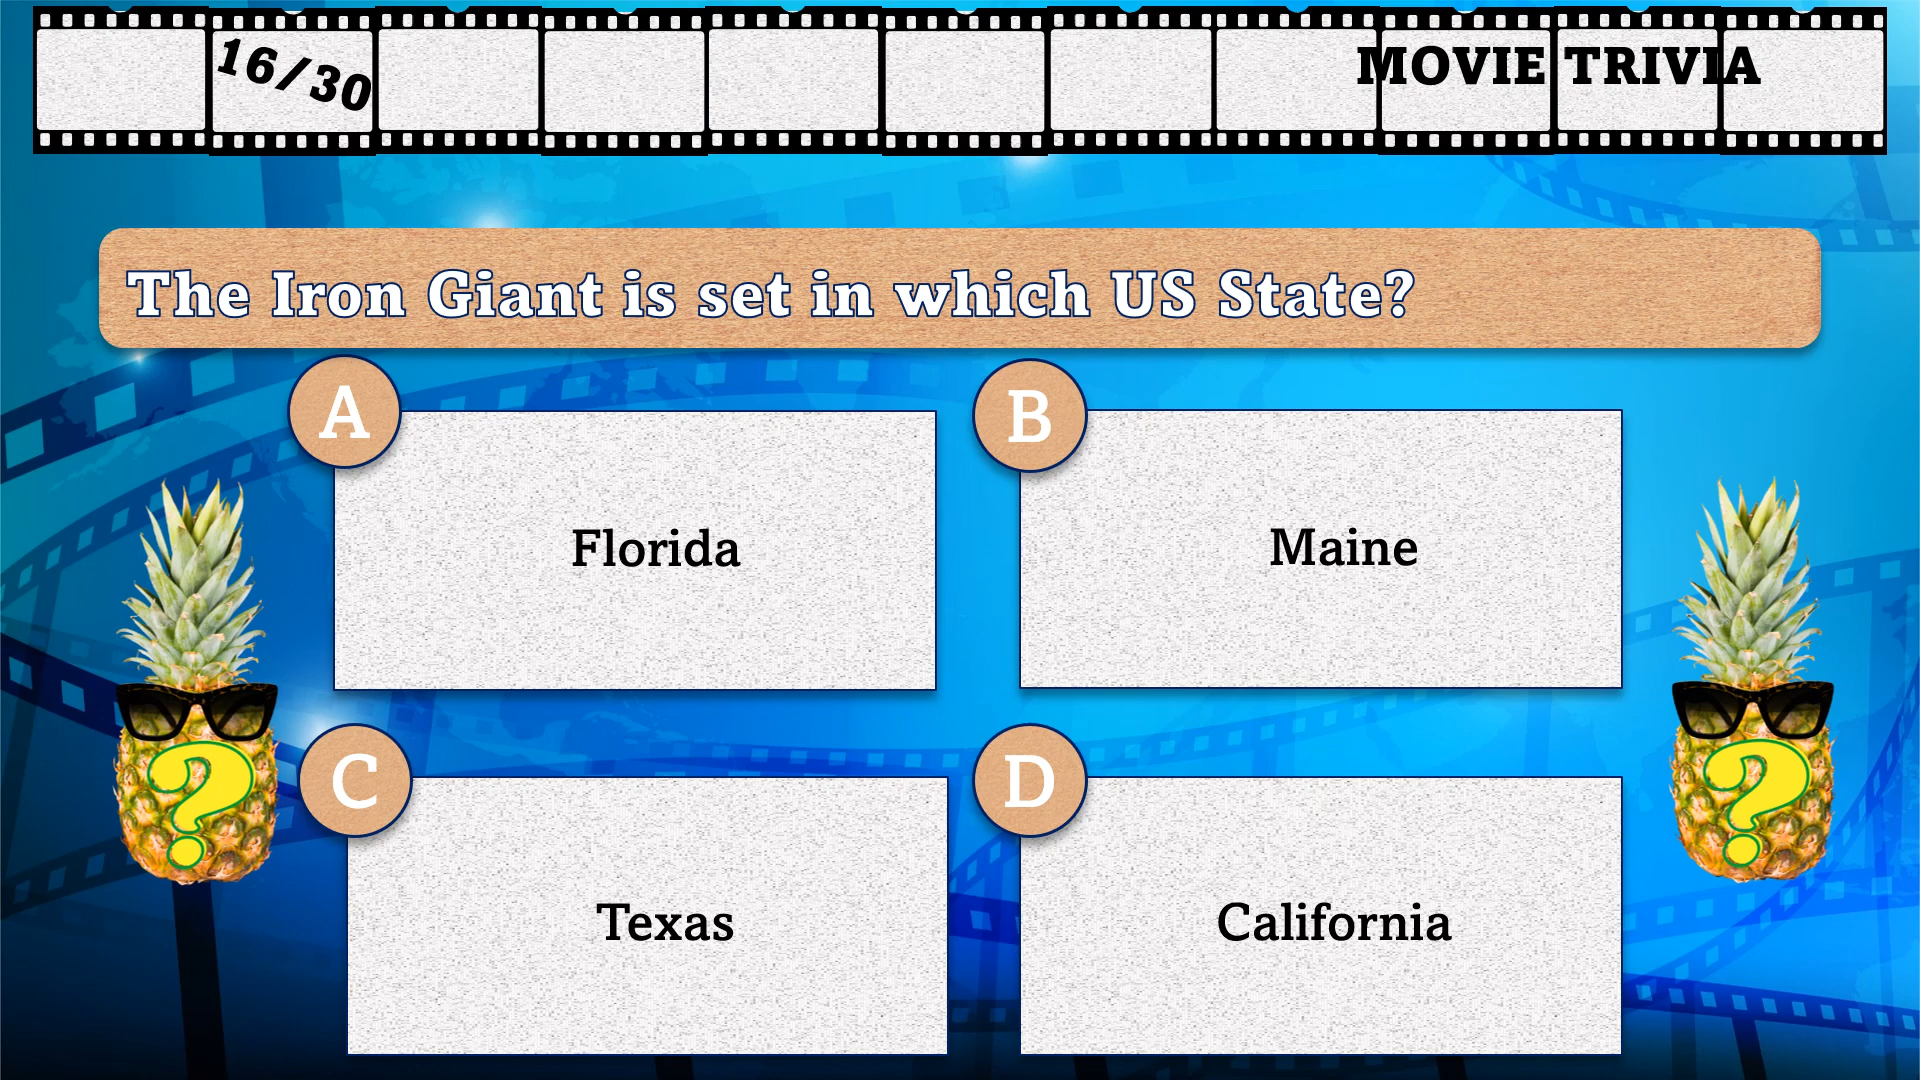 16/30
MOVIE TRIVIA
The Iron Giant is set in which US State?
A
Florida
B
Maine
C
Texas
D
California
?
?